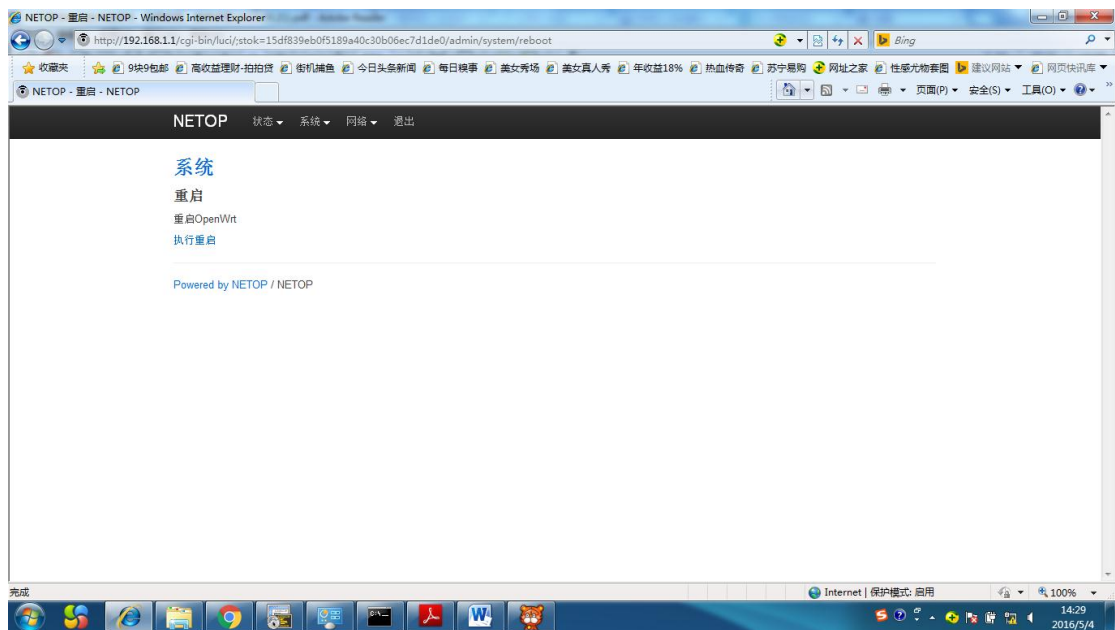 NETOP - 重启 - NETOP - Windows Internet Explorer
http://192.168.1.1/cgi-bin/luci/;stok=15df839eb0f5189a40c30b06ec7d1de0/admin/system/reboot
Bing
收藏夹 9块9包邮 高收益理财-拍拍贷 街机捕鱼 今日头条新闻 每日糗事 美女秀场 美女真人秀 年收益18% 热血传奇 苏宁易购 网址之家 性感尤物套图 建议网站 网页快讯库
NETOP - 重启 - NETOP
页面(P) 安全(S) 工具(O)
NETOP 状态 系统 网络 退出
系统
重启
重启OpenWrt
执行重启
Powered by NETOP / NETOP
完成
Internet | 保护模式: 启用
100%
14:29
2016/5/4